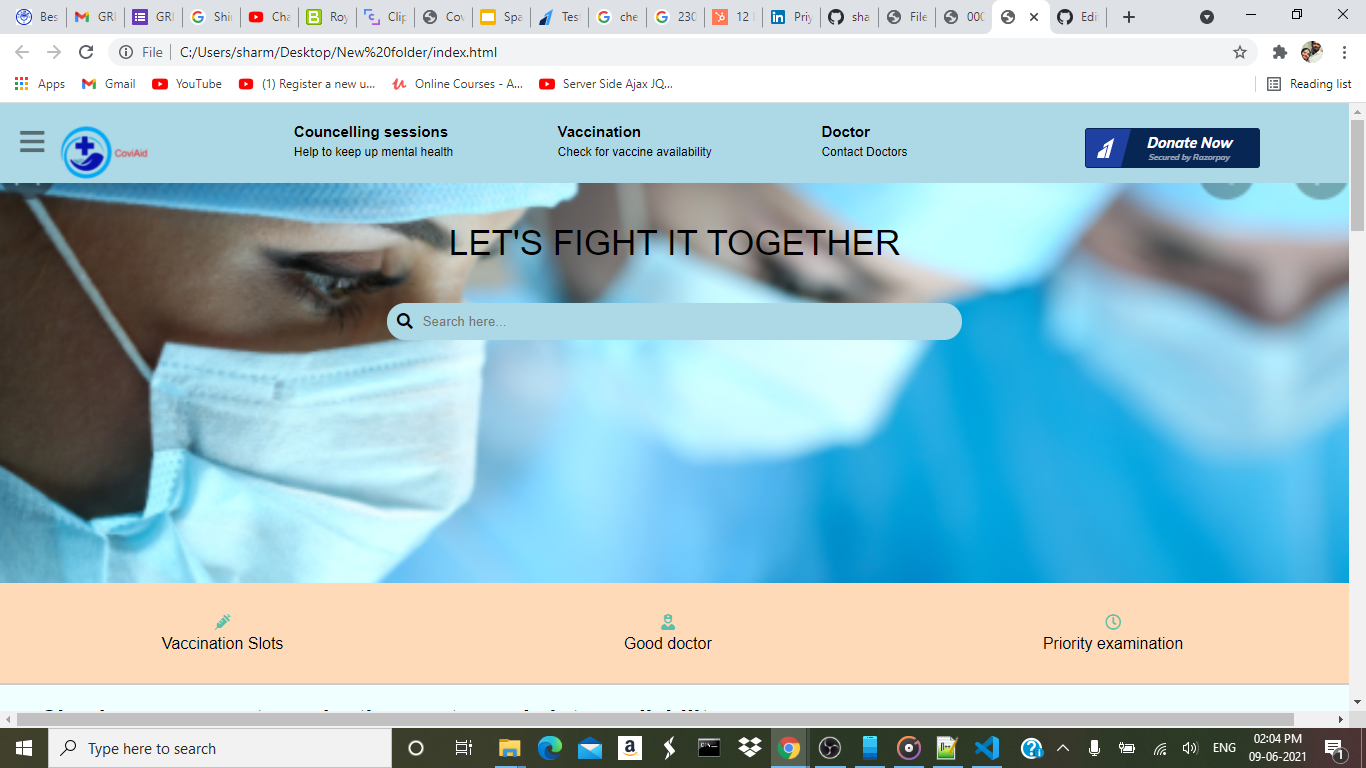 Bes
GRI
GRI
Shi
Cha
Roy
Clip
Cov
Spa
Test
che
230
12
Priy
sha
File
000
Edi
File
C:/Users/sharm/Desktop/New%20folder/index.html
Apps
Gmail
YouTube
(1) Register a new u...
Online Courses - A...
Server Side Ajax JQ...
Reading list
CoviAid
Councelling sessions
Help to keep up mental health
Vaccination
Check for vaccine availability
Doctor
Contact Doctors
Donate Now
Secured by Razorpay
LET'S FIGHT IT TOGETHER
Search here...
Vaccination Slots
Good doctor
Priority examination
Type here to search
ENG
02:04 PM
09-06-2021
1